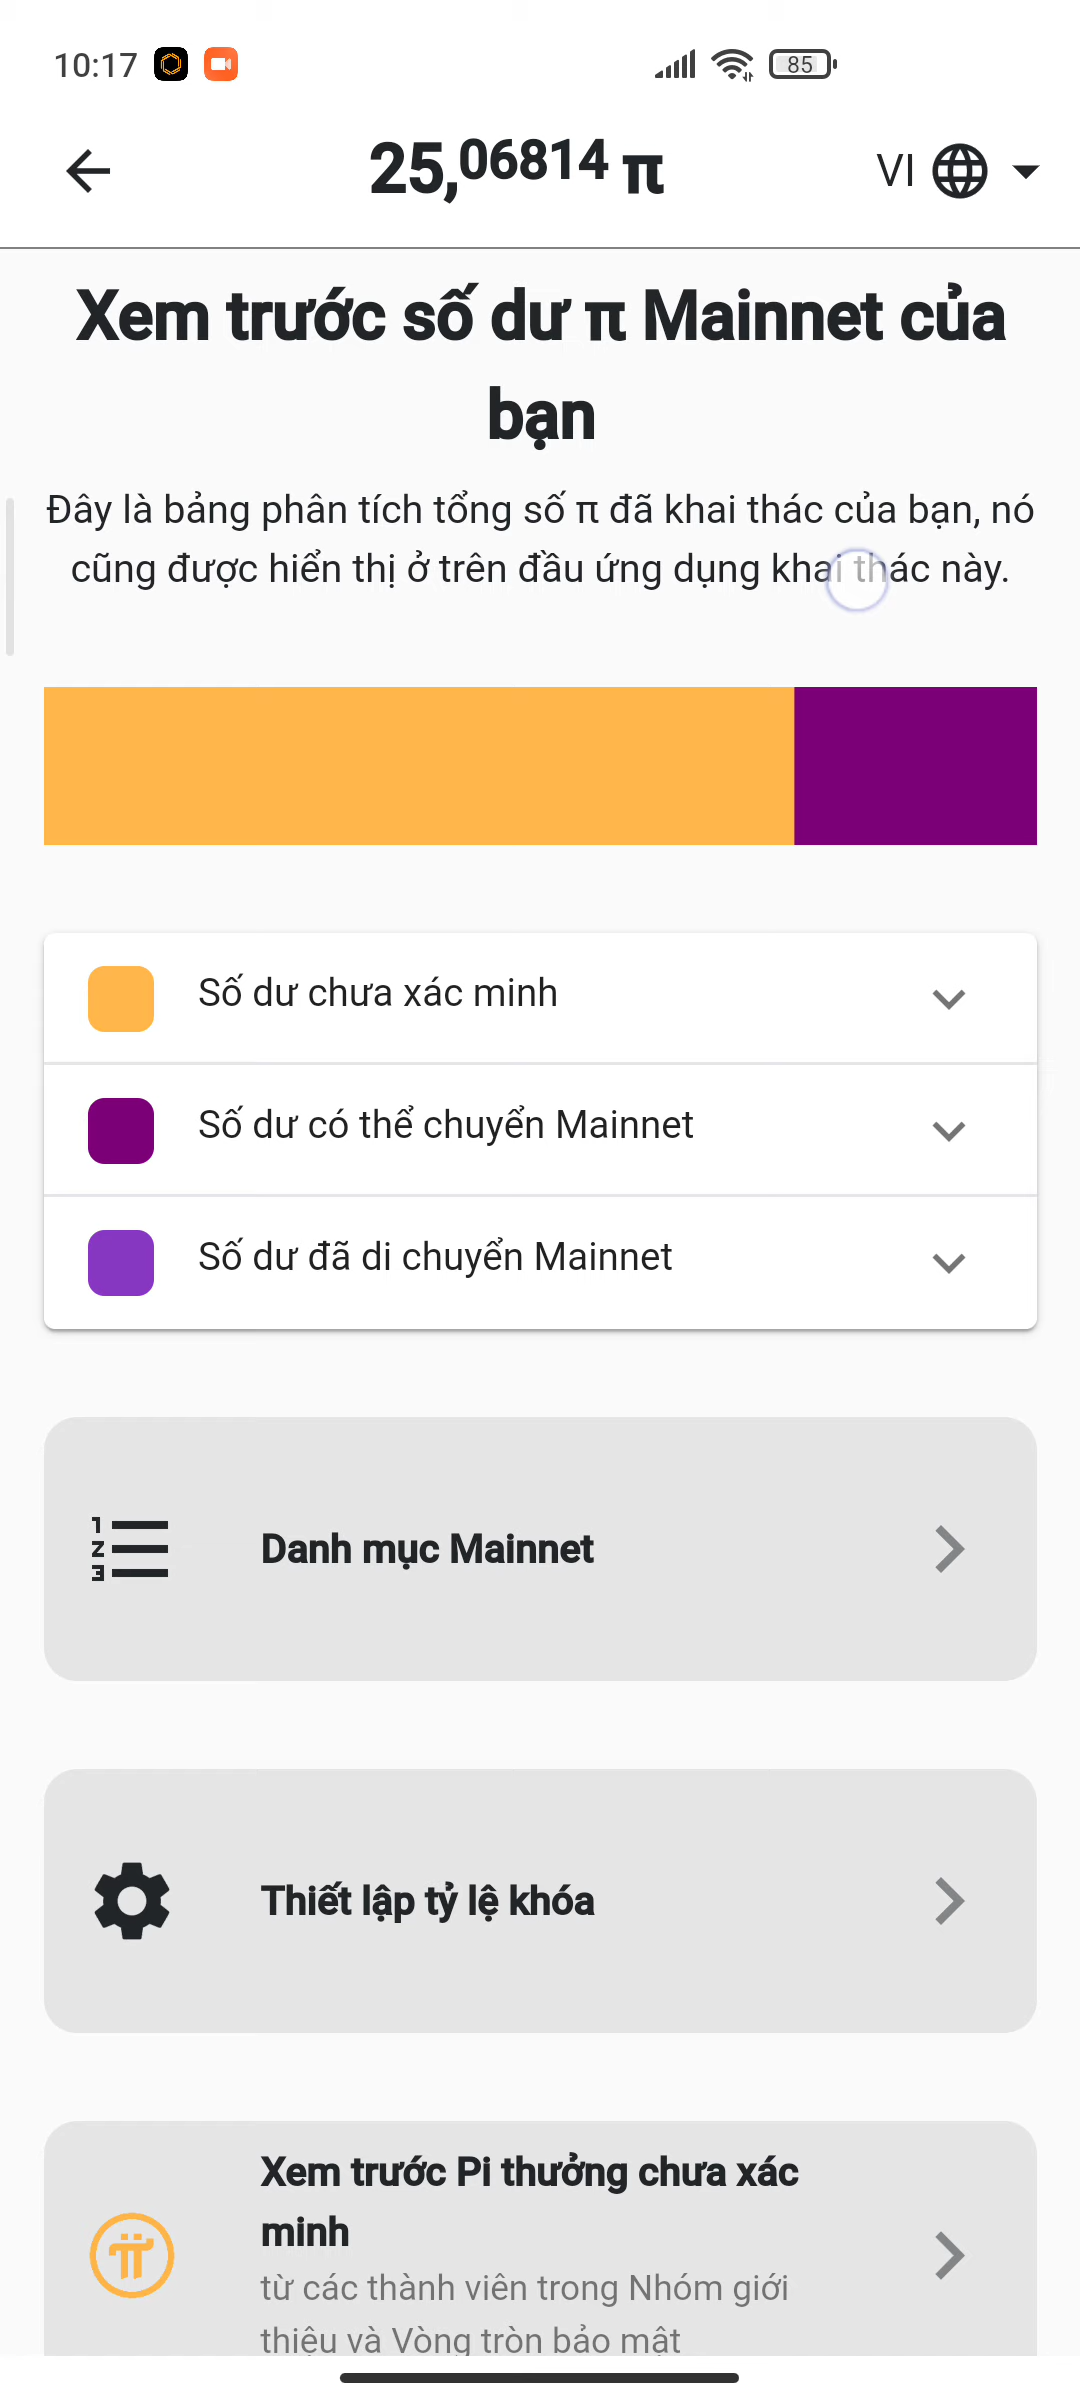 10:17
85
25,06814 π
VI
Xem trước số dư π Mainnet của
bạn
Đây là bảng phân tích tổng số π đã khai thác của bạn, nó
cũng được hiển thị ở trên đầu ứng dụng khai thác này.
Số dư chưa xác minh
Số dư có thể chuyển Mainnet
Số dư đã di chuyển Mainnet
Danh mục Mainnet
Thiết lập tỷ lệ khóa
Xem trước Pi thưởng chưa xác
minh
từ các thành viên trong Nhóm giới
thiệu và Vòng tròn bảo mật